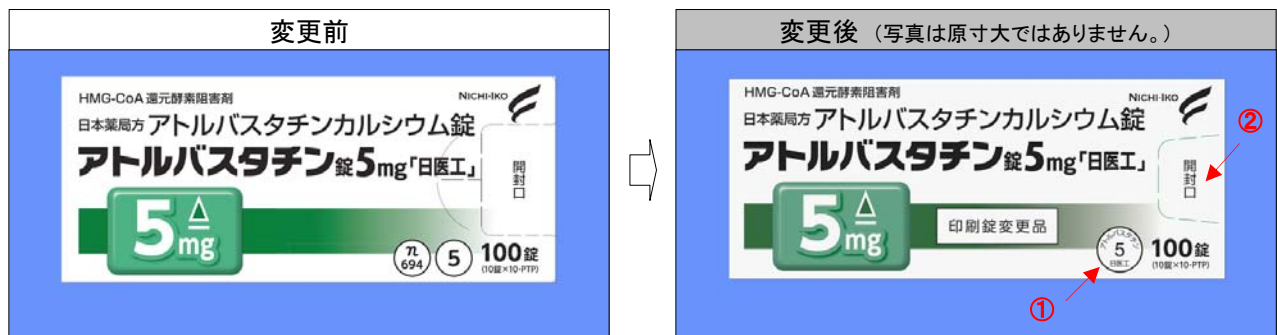 変更前
HMG-CoA 還元酵素阻害剤
NICHI-IKO
日本薬局方 アトルバスタチンカルシウム錠
アトルバスタチン錠5mg「日医工」
開封口
5mg
n
694
5
100錠
(10錠×10・PTP)
変更後 (写真は原寸大ではありません。)
HMG-CoA 還元酵素阻害剤
NICHI-IKO
日本薬局方 アトルバスタチンカルシウム錠
②
アトルバスタチン錠5mg「日医工」
開封口
5mg
印刷錠変更品
アトルバスタチン
5
日医工
100錠
(10錠×10・PTP)
①